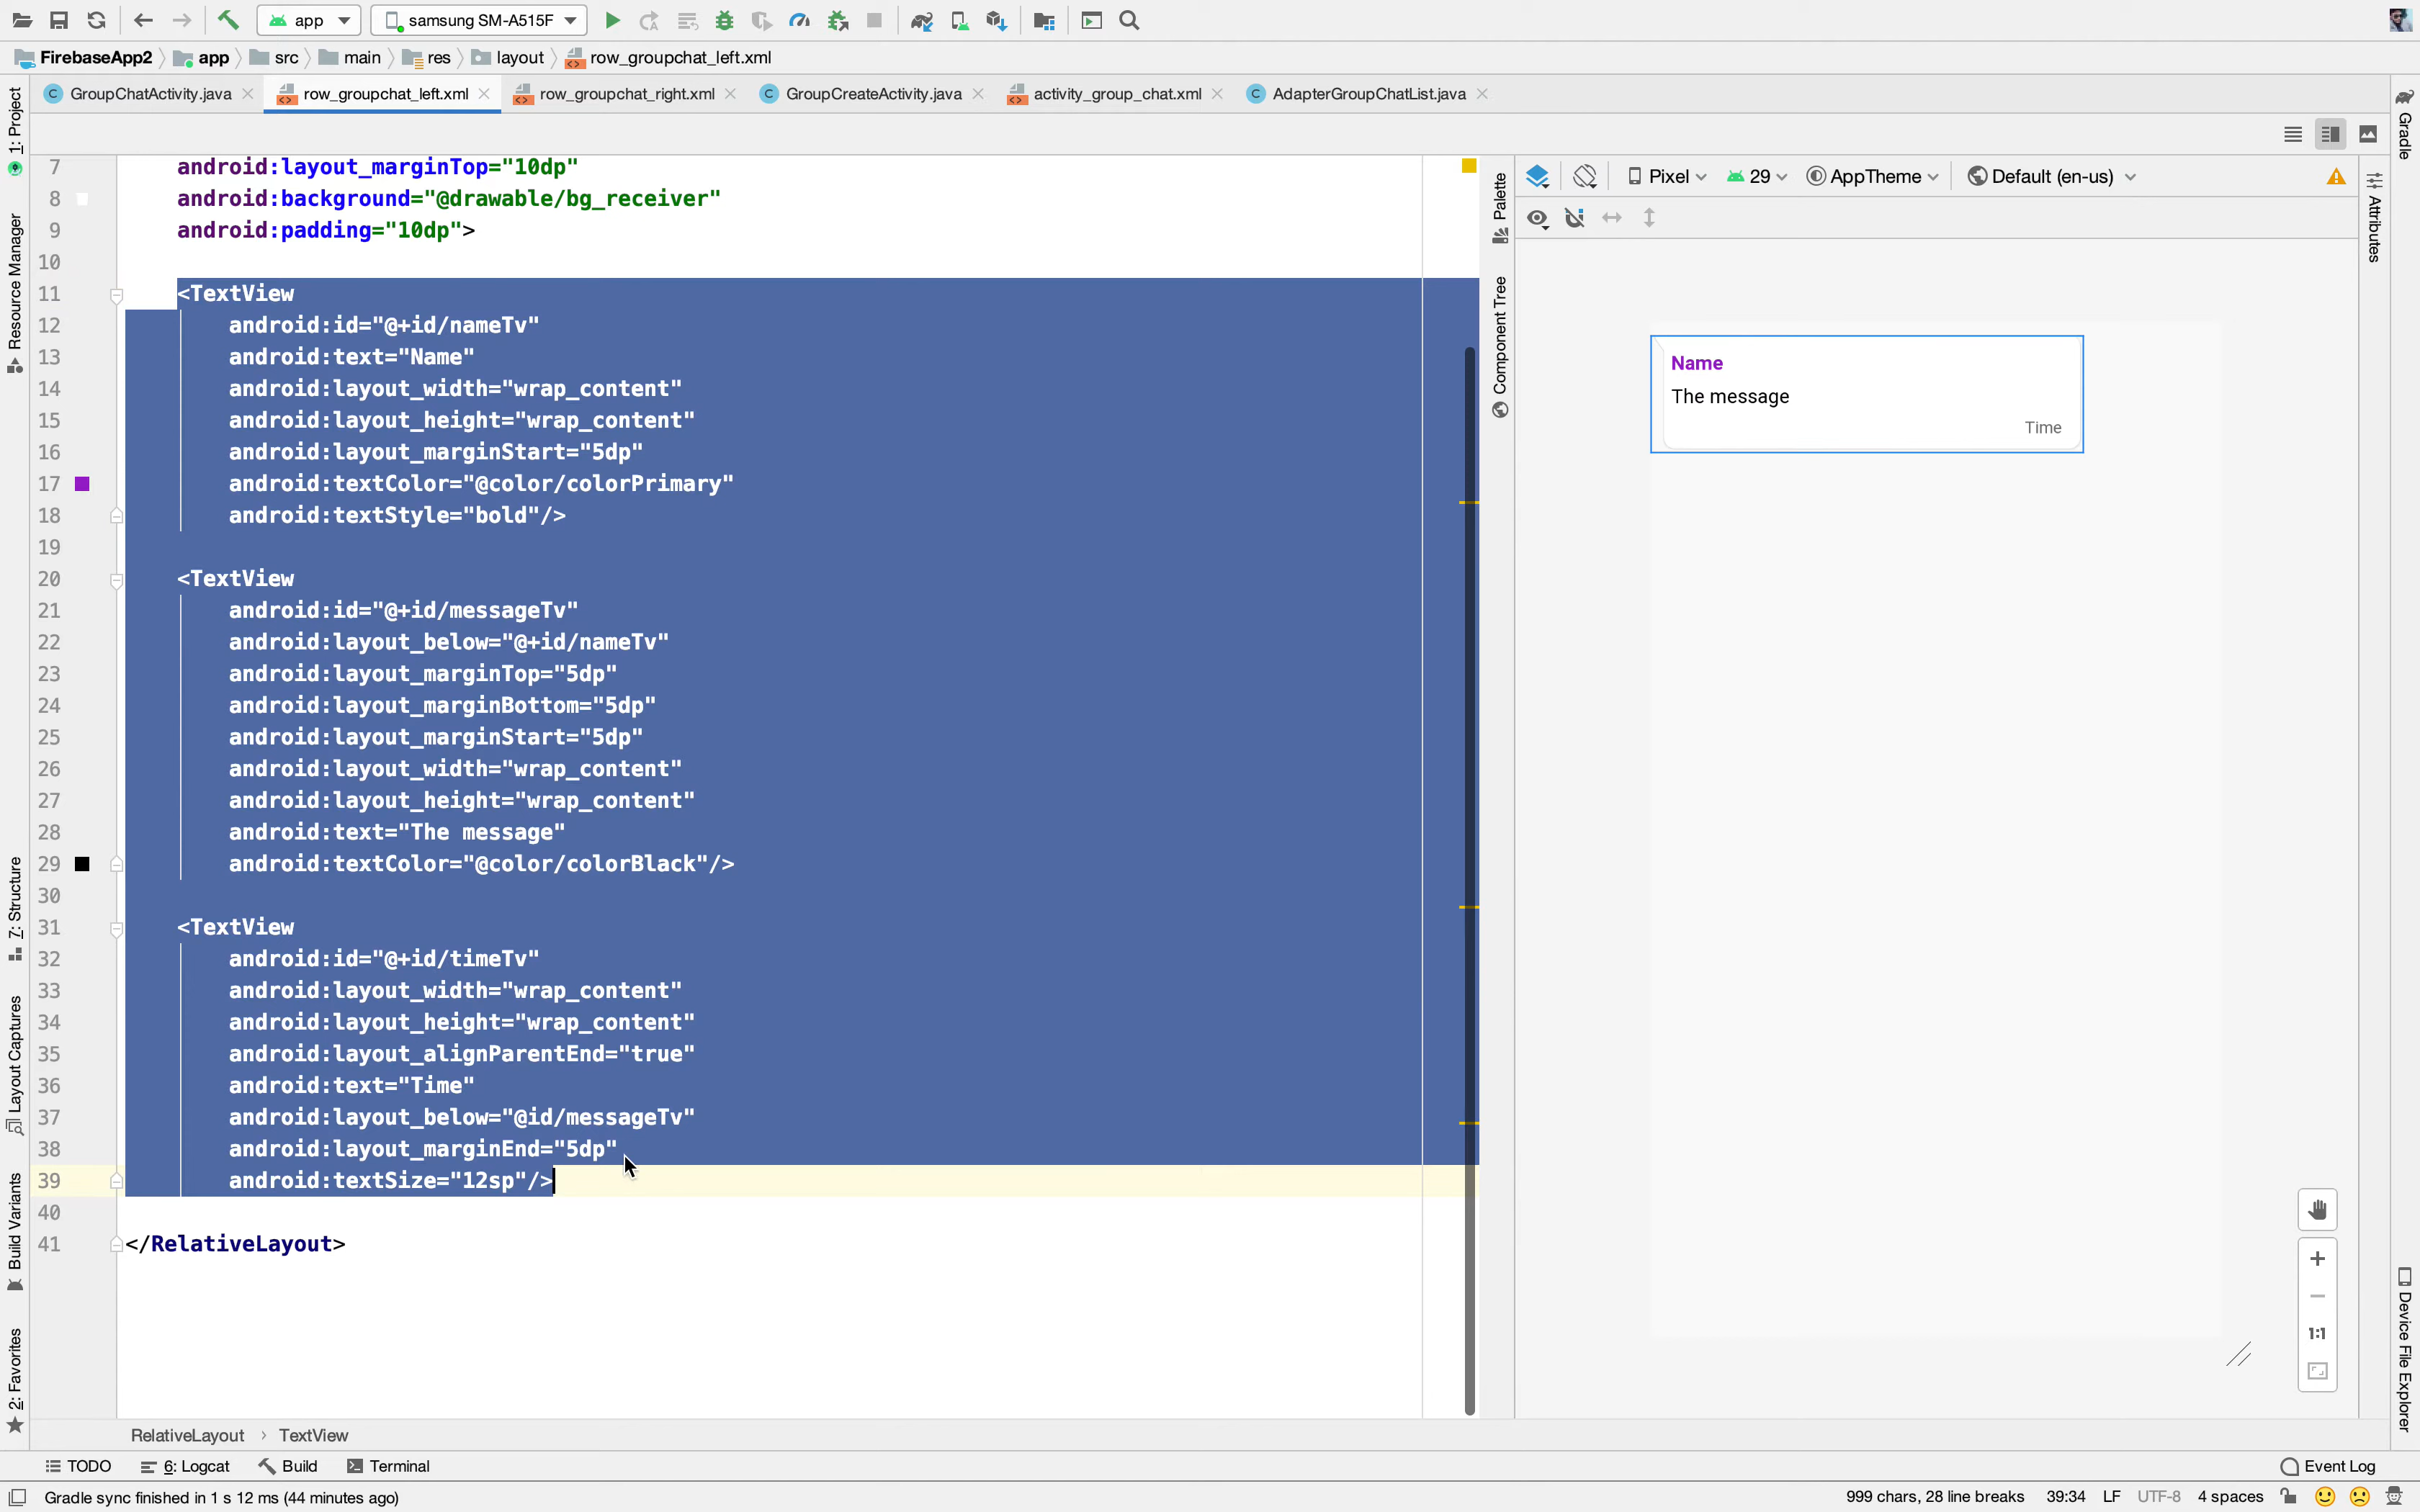 app
samsung SM-A515F
FirebaseApp2
app
src
main
res
layout
row_groupchat_left.xml
GroupChatActivity.java
row_groupchat_left.xml
row_groupchat_right.xml
GroupCreateActivity.java
activity_group_chat.xml
AdapterGroupChatList.java
1: Project
Resource Manager
7: Structure
Layout Captures
Build Variants
2: Favorites
7 android:layout_marginTop="10dp"
8 android:background="@drawable/bg_receiver"
9 android:padding="10dp">
10
11 <TextView
12 android:id="@+id/nameTv"
13 android:text="Name"
14 android:layout_width="wrap_content"
15 android:layout_height="wrap_content"
16 android:layout_marginStart="5dp"
17 android:textColor="@color/colorPrimary"
18 android:textStyle="bold"/>
19
20 <TextView
21 android:id="@+id/messageTv"
22 android:layout_below="@+id/nameTv"
23 android:layout_marginTop="5dp"
24 android:layout_marginBottom="5dp"
25 android:layout_marginStart="5dp"
26 android:layout_width="wrap_content"
27 android:layout_height="wrap_content"
28 android:text="The message"
29 android:textColor="@color/colorBlack"/>
30
31 <TextView
32 android:id="@+id/timeTv"
33 android:layout_width="wrap_content"
34 android:layout_height="wrap_content"
35 android:layout_alignParentEnd="true"
36 android:text="Time"
37 android:layout_below="@id/messageTv"
38 android:layout_marginEnd="5dp"
39 android:textSize="12sp"/>
40
41 </RelativeLayout>
RelativeLayout › TextView
Palette
Component Tree
Pixel
29
AppTheme
Default (en-us)
Name
The message
Time
1:1
Gradle
Attributes
Device File Explorer
TODO
6: Logcat
Build
Terminal
Event Log
Gradle sync finished in 1 s 12 ms (44 minutes ago)
999 chars, 28 line breaks
39:34
LF
UTF-8
4 spaces